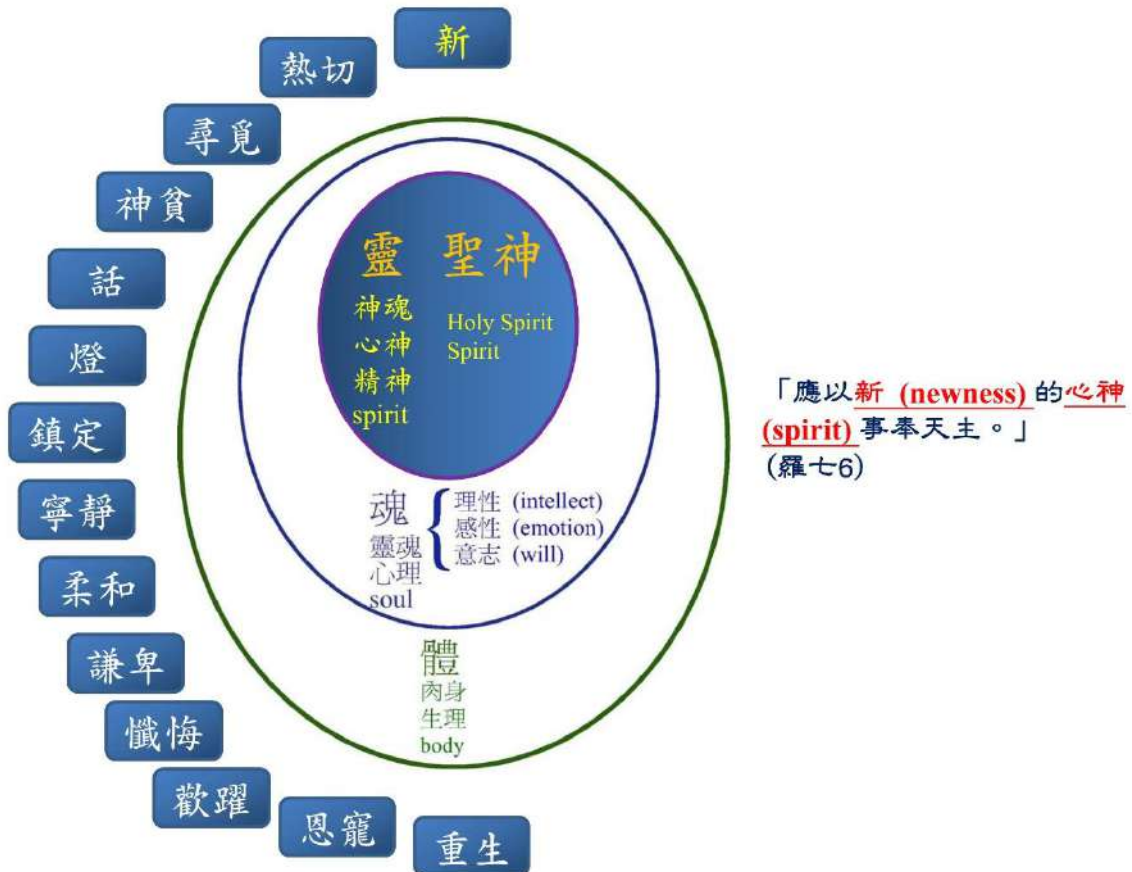 新
熱切
尋覓
神貧
話
燈
鎮定
寧靜
柔和
謙卑
懺悔
歡躍
恩寵
重生
靈 聖神
神魂
心神
精神
spirit
Holy Spirit
Spirit
魂
靈魂
心理
soul
理性 (intellect)
感性 (emotion)
意志 (will)
體
肉身
生理
body
「應以新 (newness) 的心神
(spirit) 事奉天主。」
(羅七6)